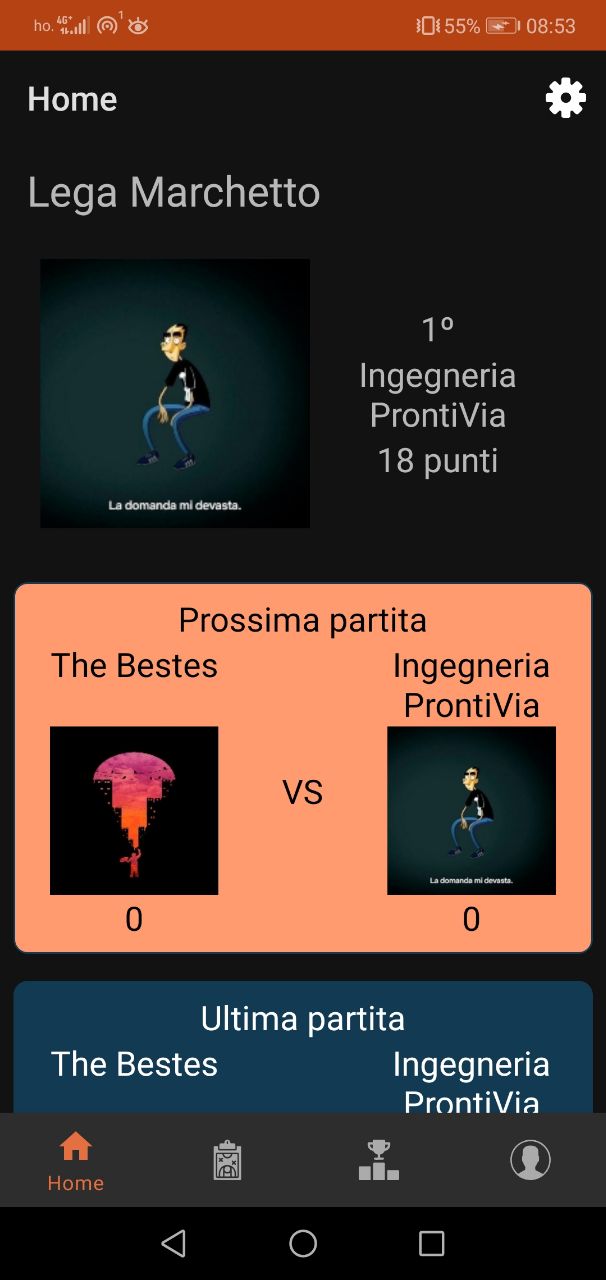 ho. 4G+ 1 55% 08:53
Home
Lega Marchetto
1º
Ingegneria
ProntiVia
18 punti
La domanda mi devasta.
Prossima partita
The Bestes Ingegneria
ProntiVia
VS
La domanda mi devasta.
0 0
Ultima partita
The Bestes Ingegneria
ProntiVia
Home